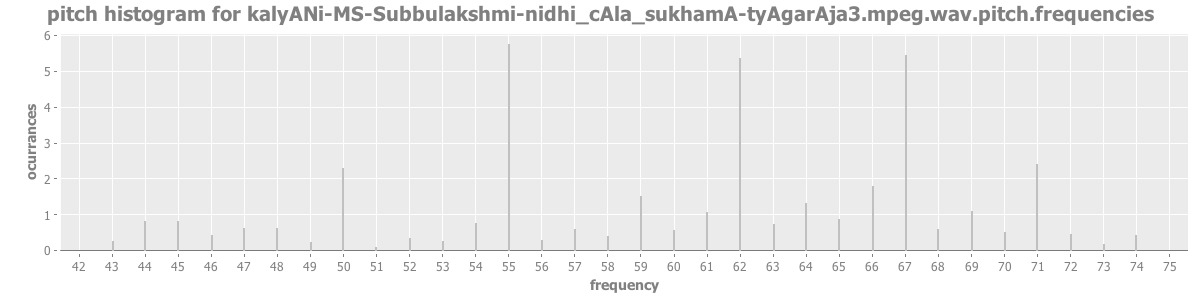 pitch histogram for kalyANi-MS-Subbulakshmi-nidhi_cAla_sukhamA-tyAgarAja3.mpeg.wav.pitch.frequencies
6
5
4
3
2
1
0
ocurrances
42 43 44 45 46 47 48 49 50 51 52 53 54 55 56 57 58 59 60 61 62 63 64 65 66 67 68 69 70 71 72 73 74 75
frequency